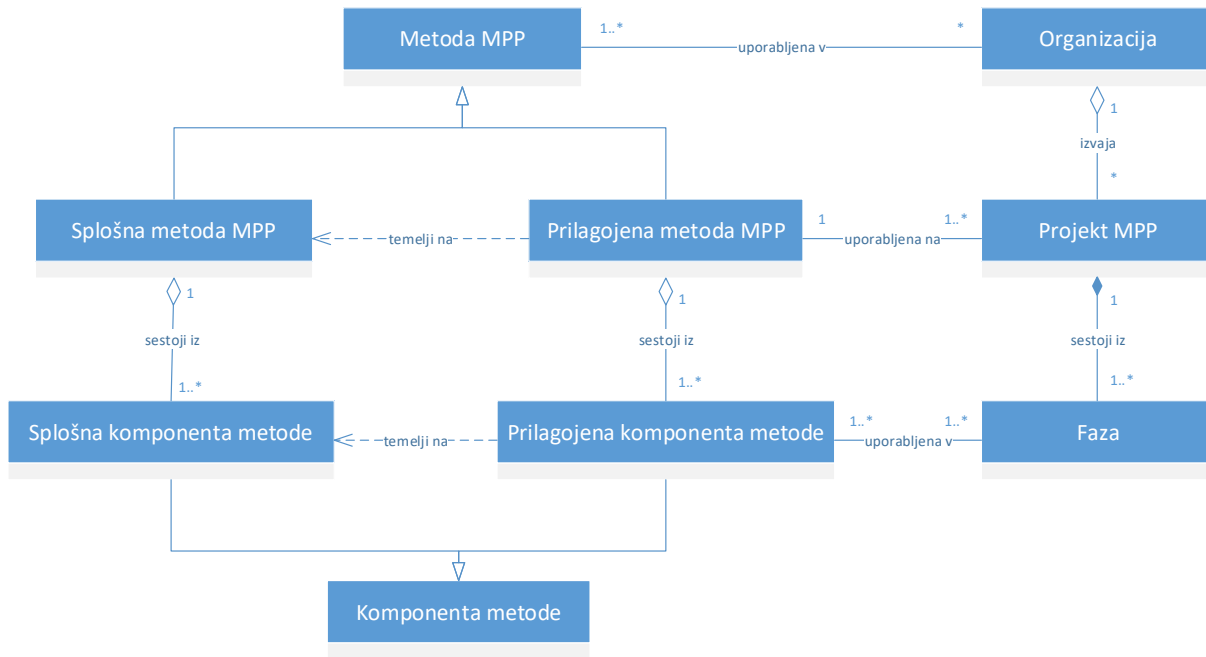 Metoda MPP
1..*
uporabljena v
*
Organizacija
1
izvaja
*
Splošna metoda MPP
temelji na
Prilagojena metoda MPP
1
uporabljena na
1..*
Projekt MPP
1
sestoji iz
1..*
1
sestoji iz
1..*
1
sestoji iz
1..*
Splošna komponenta metode
temelji na
Prilagojena komponenta metode
1..*
uporabljena v
1..*
Faza
Komponenta metode